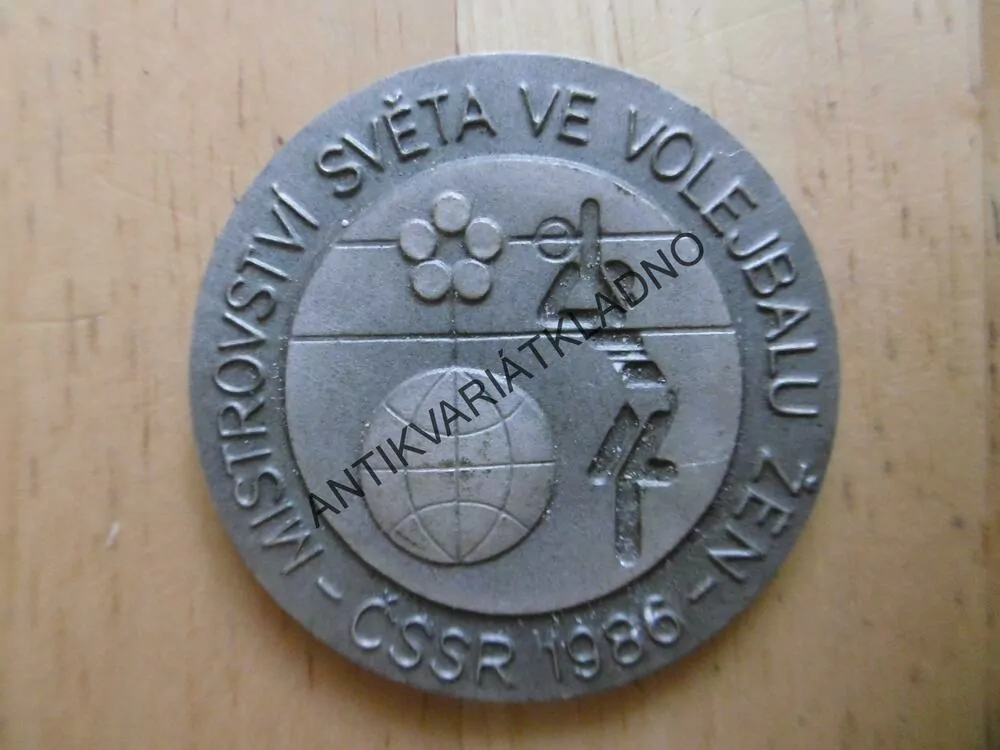 MISTROVSTVÍ SVĚTA VE VOLEJBALU ŽEN
- ČSSR 1986 -
ANTIKVARIÁTKLADNO